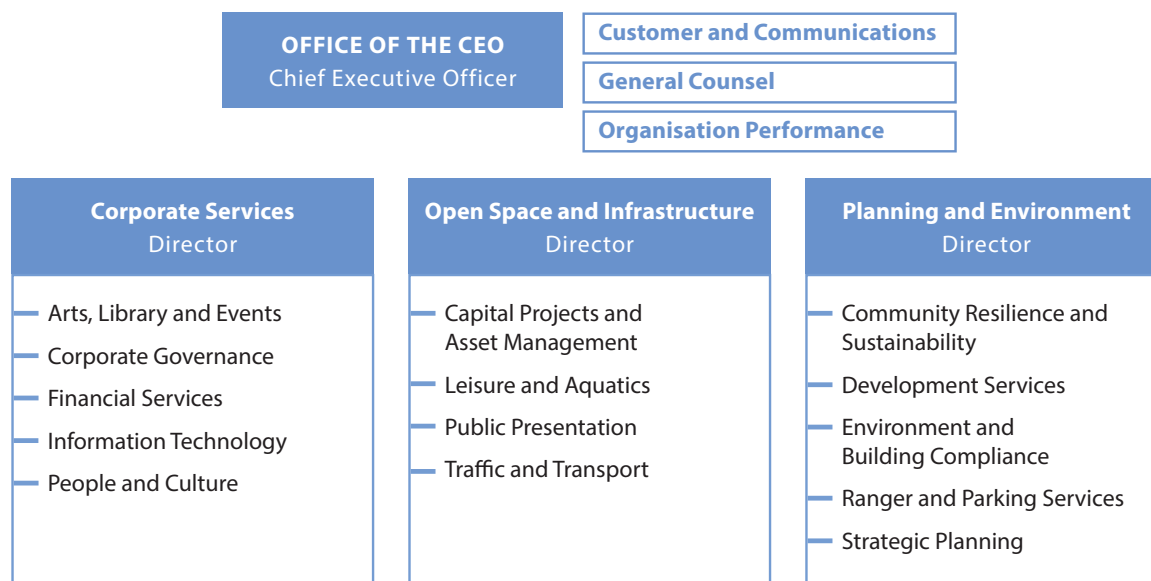 OFFICE OF THE CEO
Chief Executive Officer
Customer and Communications
General Counsel
Organisation Performance
Corporate Services
Director
Arts, Library and Events
Corporate Governance
Financial Services
Information Technology
People and Culture
Open Space and Infrastructure
Director
Capital Projects and
Asset Management
Leisure and Aquatics
Public Presentation
Traffic and Transport
Planning and Environment
Director
Community Resilience and
Sustainability
Development Services
Environment and
Building Compliance
Ranger and Parking Services
Strategic Planning